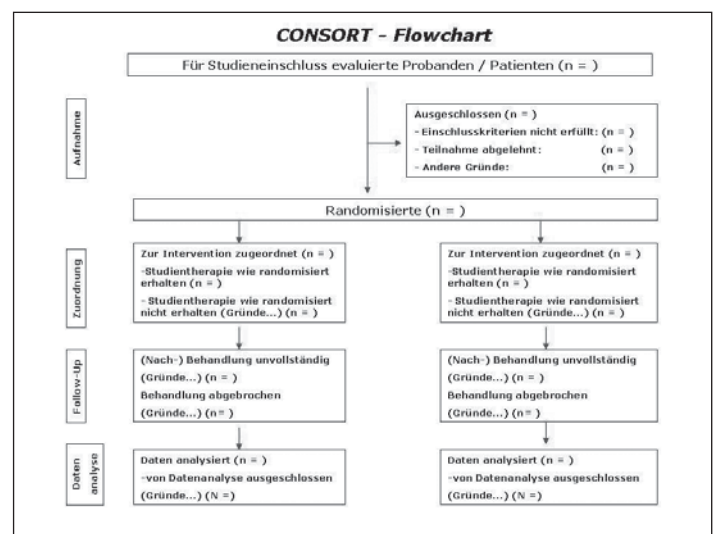 CONSORT - Flowchart
Für Studieneinschluss evaluierte Probanden / Patienten (n = )
Aufnahme
Ausgeschlossen (n = )
- Einschlusskriterien nicht erfüllt: (n = )
- Teilnahme abgelehnt: (n = )
- Andere Gründe: (n = )
Randomisierte (n = )
Zuordnung
Zur Intervention zugeordnet (n = )
-Studientherapie wie randomisiert
erhalten (n = )
- Studientherapie wie randomisiert
nicht erhalten (Gründe...) (n = )
Zur Intervention zugeordnet (n = )
-Studientherapie wie randomisiert
erhalten (n = )
- Studientherapie wie randomisiert
nicht erhalten (Gründe...) (n = )
Follow-Up
(Nach-) Behandlung unvollständig
(Gründe...) (n = )
Behandlung abgebrochen
(Gründe...) (n= )
(Nach-) Behandlung unvollständig
(Gründe...) (n = )
Behandlung abgebrochen
(Gründe...) (n= )
Daten
analyse
Daten analysiert (n = )
-von Datenanalyse ausgeschlossen
(Gründe...) (N =)
Daten analysiert (n = )
-von Datenanalyse ausgeschlossen
(Gründe...) (N =)